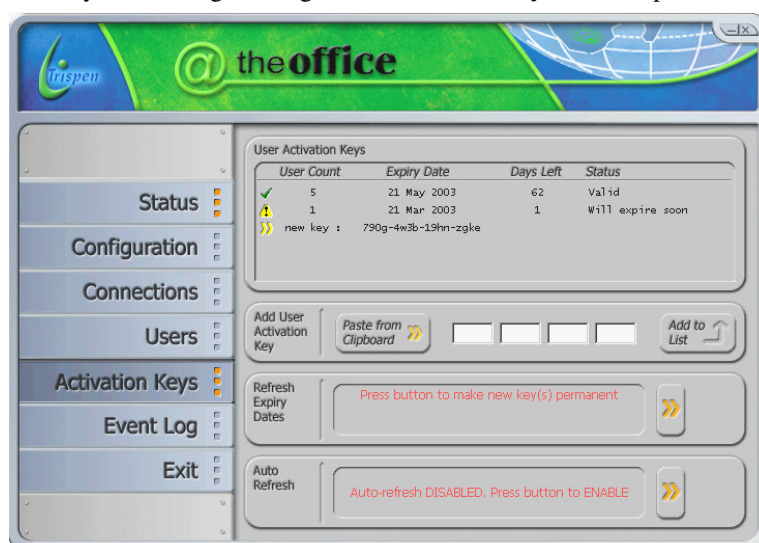 Trispen
@ the office
User Activation Keys
User Count Expiry Date Days Left Status
5 21 May 2003 62 Valid
1 21 Mar 2003 1 Will expire soon
new key : 790g-4w3b-19hn-zgke
Status
Configuration
Connections
Users
Activation Keys
Event Log
Exit
Add User
Activation
Key
Paste from
Clipboard
Add to
List
Refresh
Expiry
Dates
Press button to make new key(s) permanent
Auto
Refresh
Auto-refresh DISABLED. Press button to ENABLE